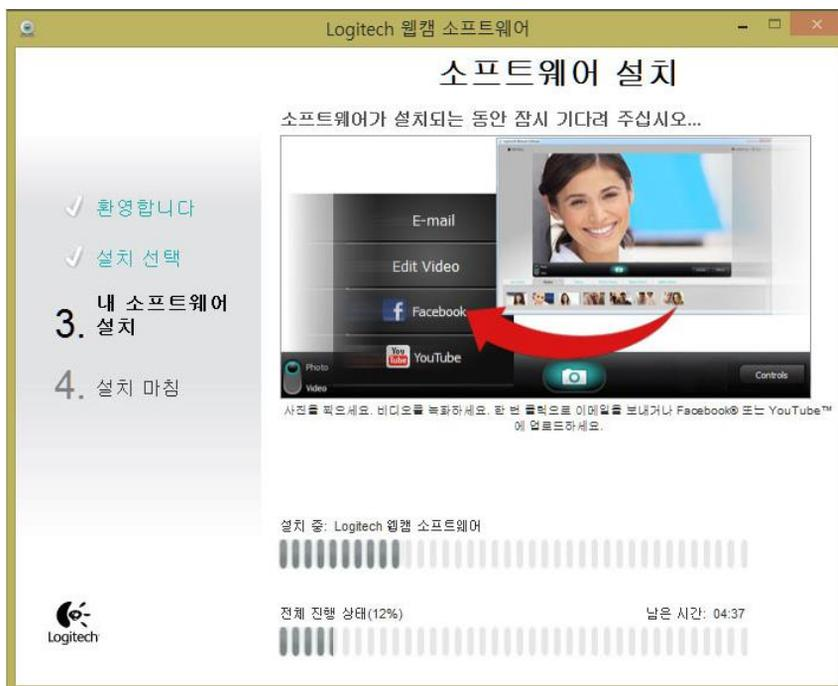 Logitech 웹캠 소프트웨어
소프트웨어 설치
소프트웨어가 설치되는 동안 잠시 기다려 주십시오...
환영합니다
설치 선택
3. 내 소프트웨어
설치
4. 설치 마침
E-mail
Edit Video
Facebook
You Tube YouTube
Photo
Video
Controls
사진를 찍으세요. 비디오를 녹화하세요. 한 번 클릭으로 이메일을 보내거나 Facebook® 또는 YouTube™
에 업로드하세요.
설치 중: Logitech 웹캠 소프트웨어
전체 진행 상태(12%)
남은 시간: 04:37
Logitech